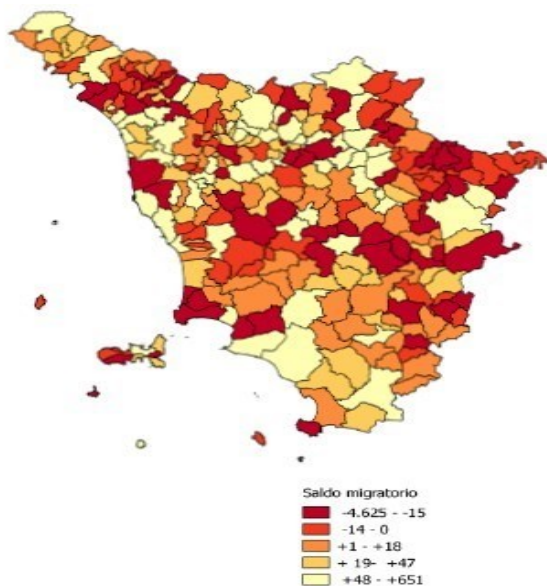 Saldo migratorio
-4.625 - -15
-14 - 0
+1 - +18
+ 19- +47
+48 - +651